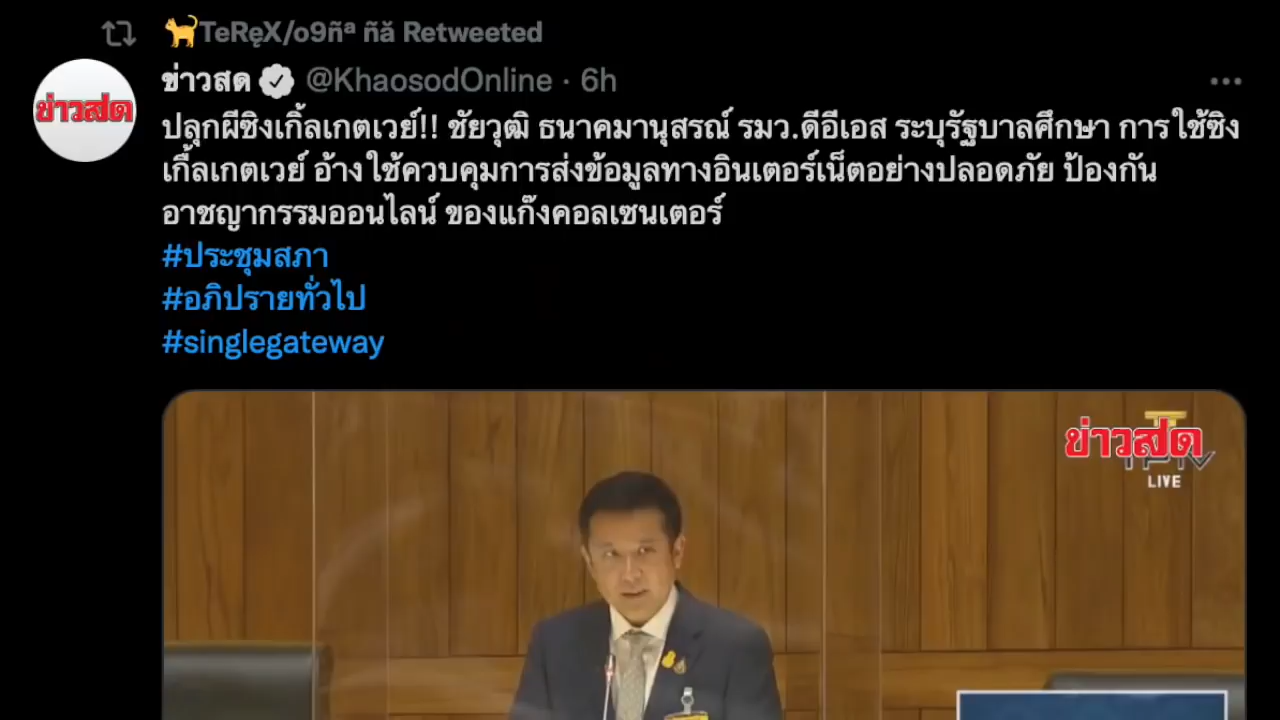 TeRęX/o9ñª ñă Retweeted
ข่าวสด @KhaosodOnline · 6h
ข่าวสด
ปลุกผีซิงเกิ้ลเกตเวย์!! ชัยวุฒิ ธนาคมานุสรณ์ รมว.ดีอีเอส ระบุรัฐบาลศึกษา การใช้ซิง
เกิ้ลเกตเวย์ อ้างใช้ควบคุมการส่งข้อมูลทางอินเตอร์เน็ตอย่างปลอดภัย ป้องกัน
อาชญากรรมออนไลน์ ของแก๊งคอลเซนเตอร์
#ประชุมสภา
#อภิปรายทั่วไป
#singlegateway
ข่าวสด
LIVE